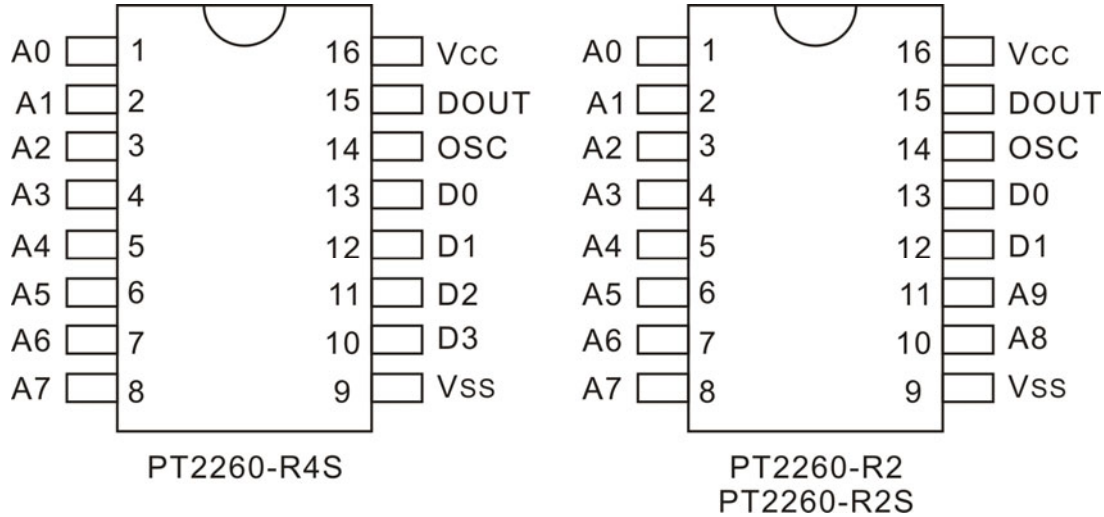 A0 1 16 VCC
A1 2 15 DOUT
A2 3 14 OSC
A3 4 13 D0
A4 5 12 D1
A5 6 11 D2
A6 7 10 D3
A7 8 9 VSS
PT2260-R4S
A0 1 16 VCC
A1 2 15 DOUT
A2 3 14 OSC
A3 4 13 D0
A4 5 12 D1
A5 6 11 A9
A6 7 10 A8
A7 8 9 VSS
PT2260-R2
PT2260-R2S